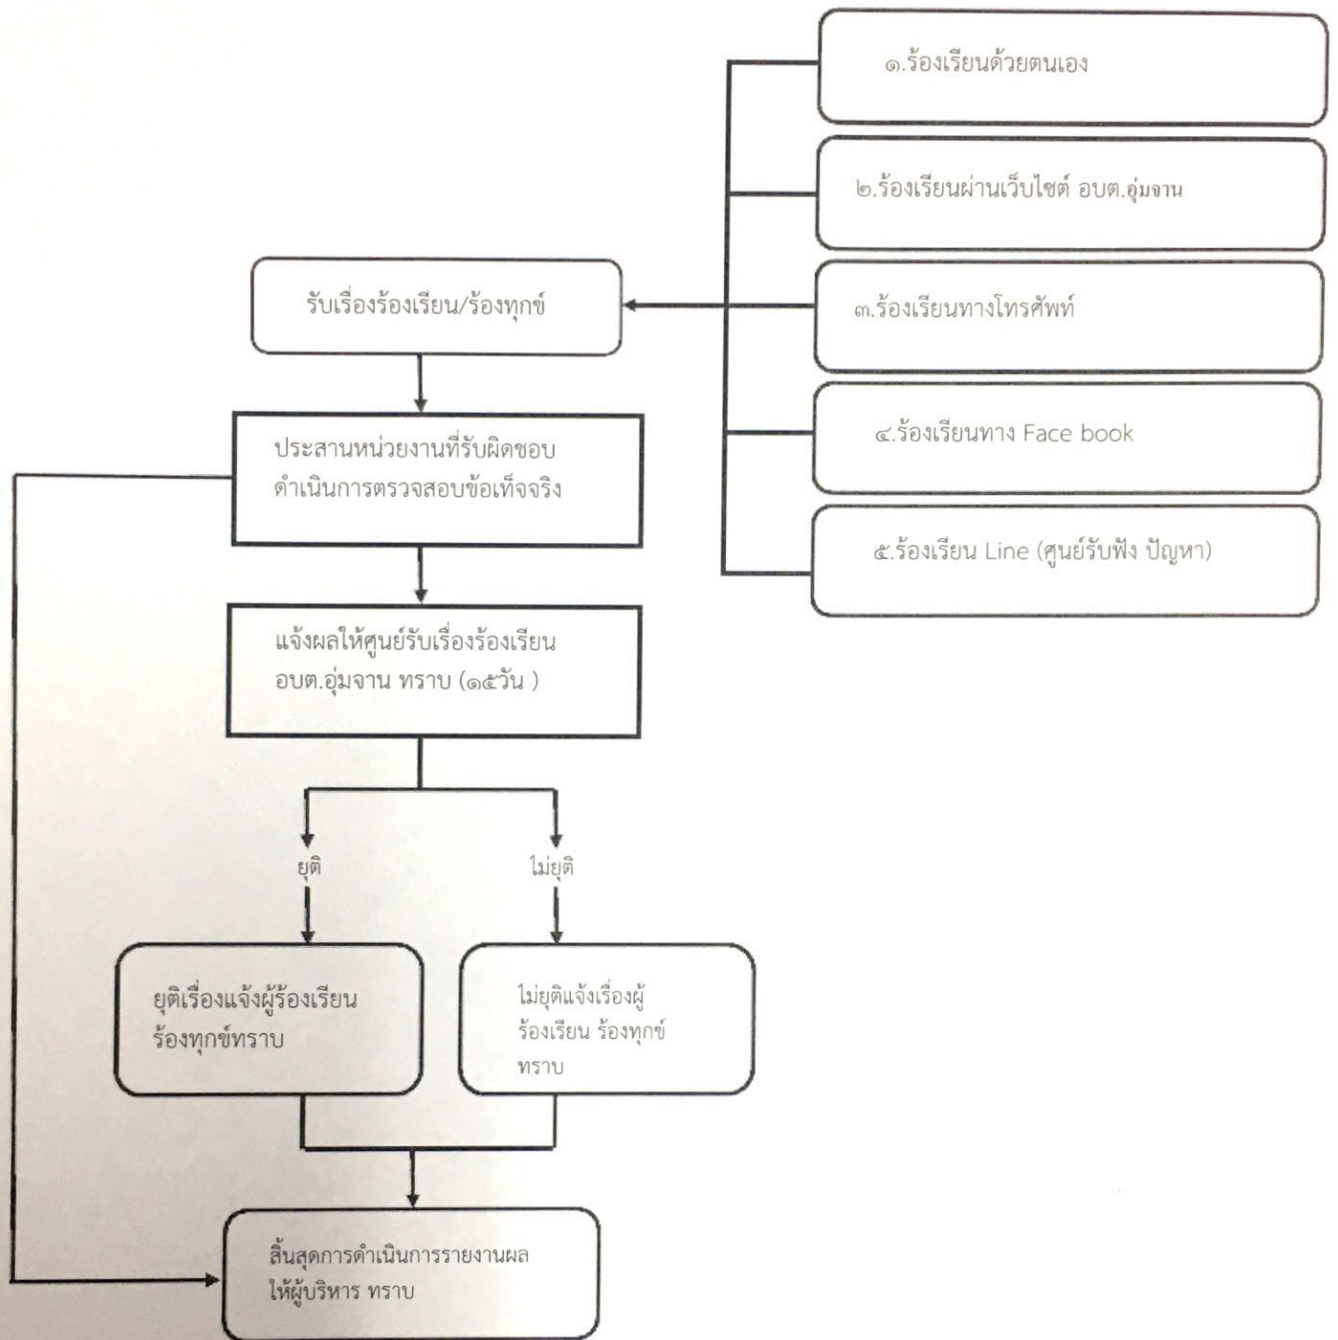 ๑.ร้องเรียนด้วยตนเอง
๒.ร้องเรียนผ่านเว็บไซต์ อบต.อุ่มจาน
รับเรื่องร้องเรียน/ร้องทุกข์
๓.ร้องเรียนทางโทรศัพท์
๔.ร้องเรียนทาง Face book
๕.ร้องเรียน Line (ศูนย์รับฟัง ปัญหา)
ประสานหน่วยงานที่รับผิดชอบ
ดำเนินการตรวจสอบข้อเท็จจริง
แจ้งผลให้ศูนย์รับเรื่องร้องเรียน
อบต.อุ่มจาน ทราบ (๑๕วัน )
ยุติ
ไม่ยุติ
ยุติเรื่องแจ้งผู้ร้องเรียน
ร้องทุกข์ทราบ
ไม่ยุติแจ้งเรื่องผู้
ร้องเรียน ร้องทุกข์
ทราบ
สิ้นสุดการดำเนินการรายงานผล
ให้ผู้บริหาร ทราบ